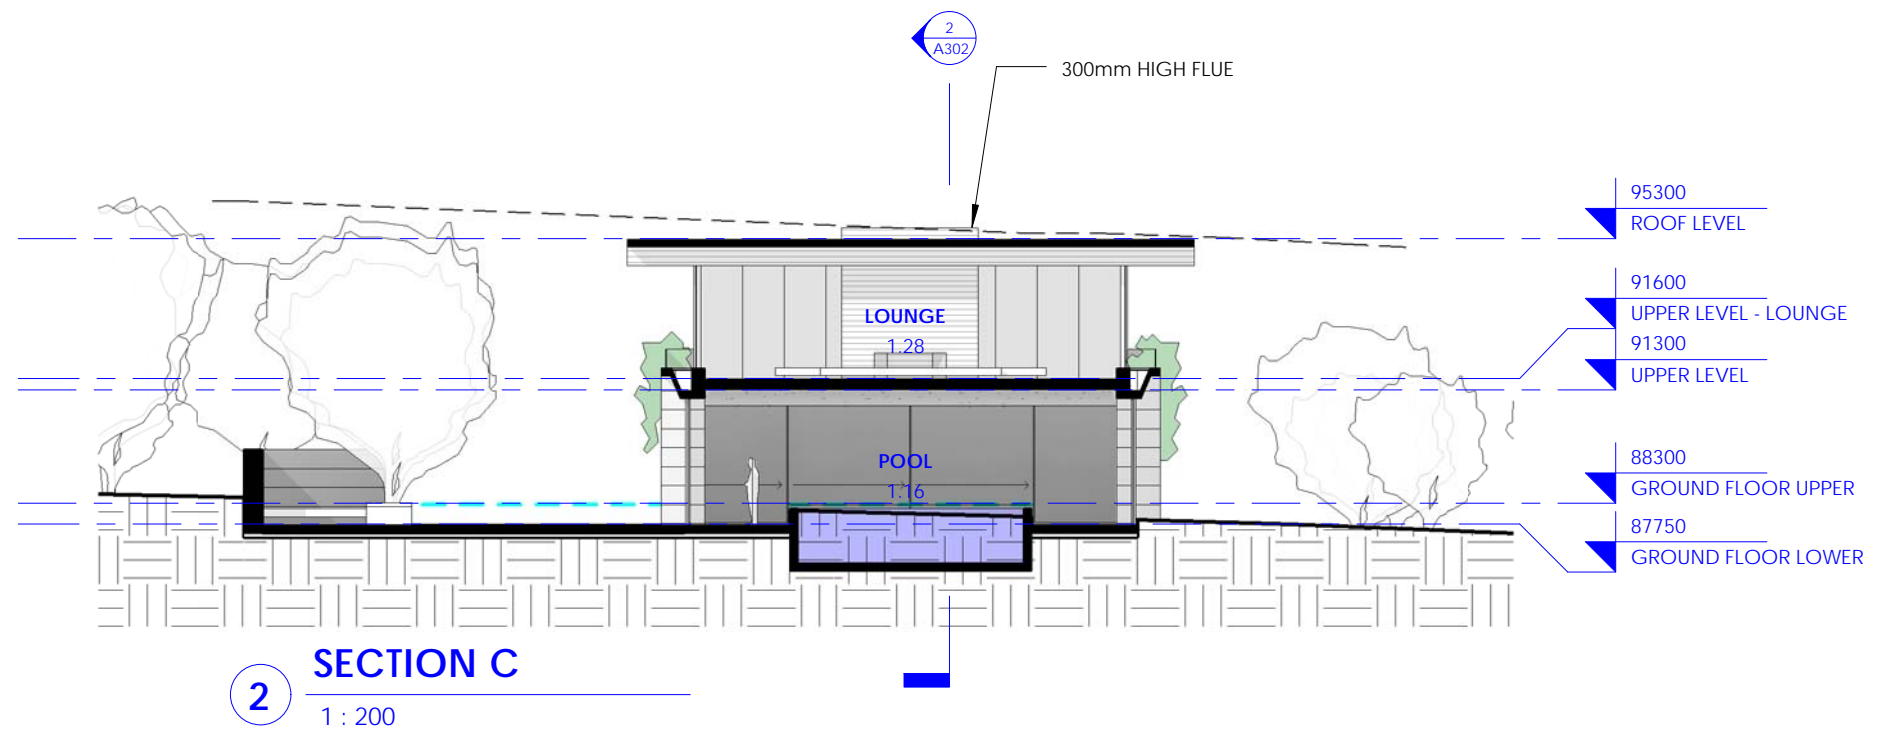 2
A302
300mm HIGH FLUE
95300
ROOF LEVEL
91600
UPPER LEVEL - LOUNGE
91300
UPPER LEVEL
LOUNGE
1.28
POOL
1.16
88300
GROUND FLOOR UPPER
87750
GROUND FLOOR LOWER
2
SECTION C
1 : 200